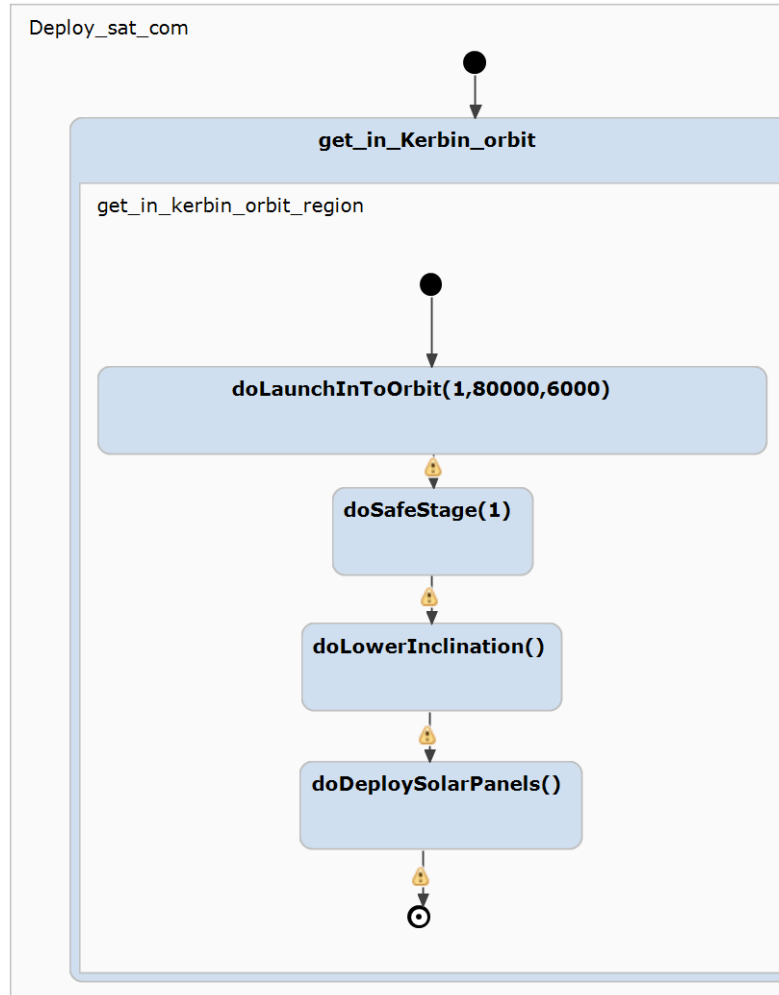 Deploy_sat_com
get_in_Kerbin_orbit
get_in_kerbin_orbit_region
doLaunchInToOrbit(1,80000,6000)
doSafeStage(1)
doLowerInclination()
doDeploySolarPanels()